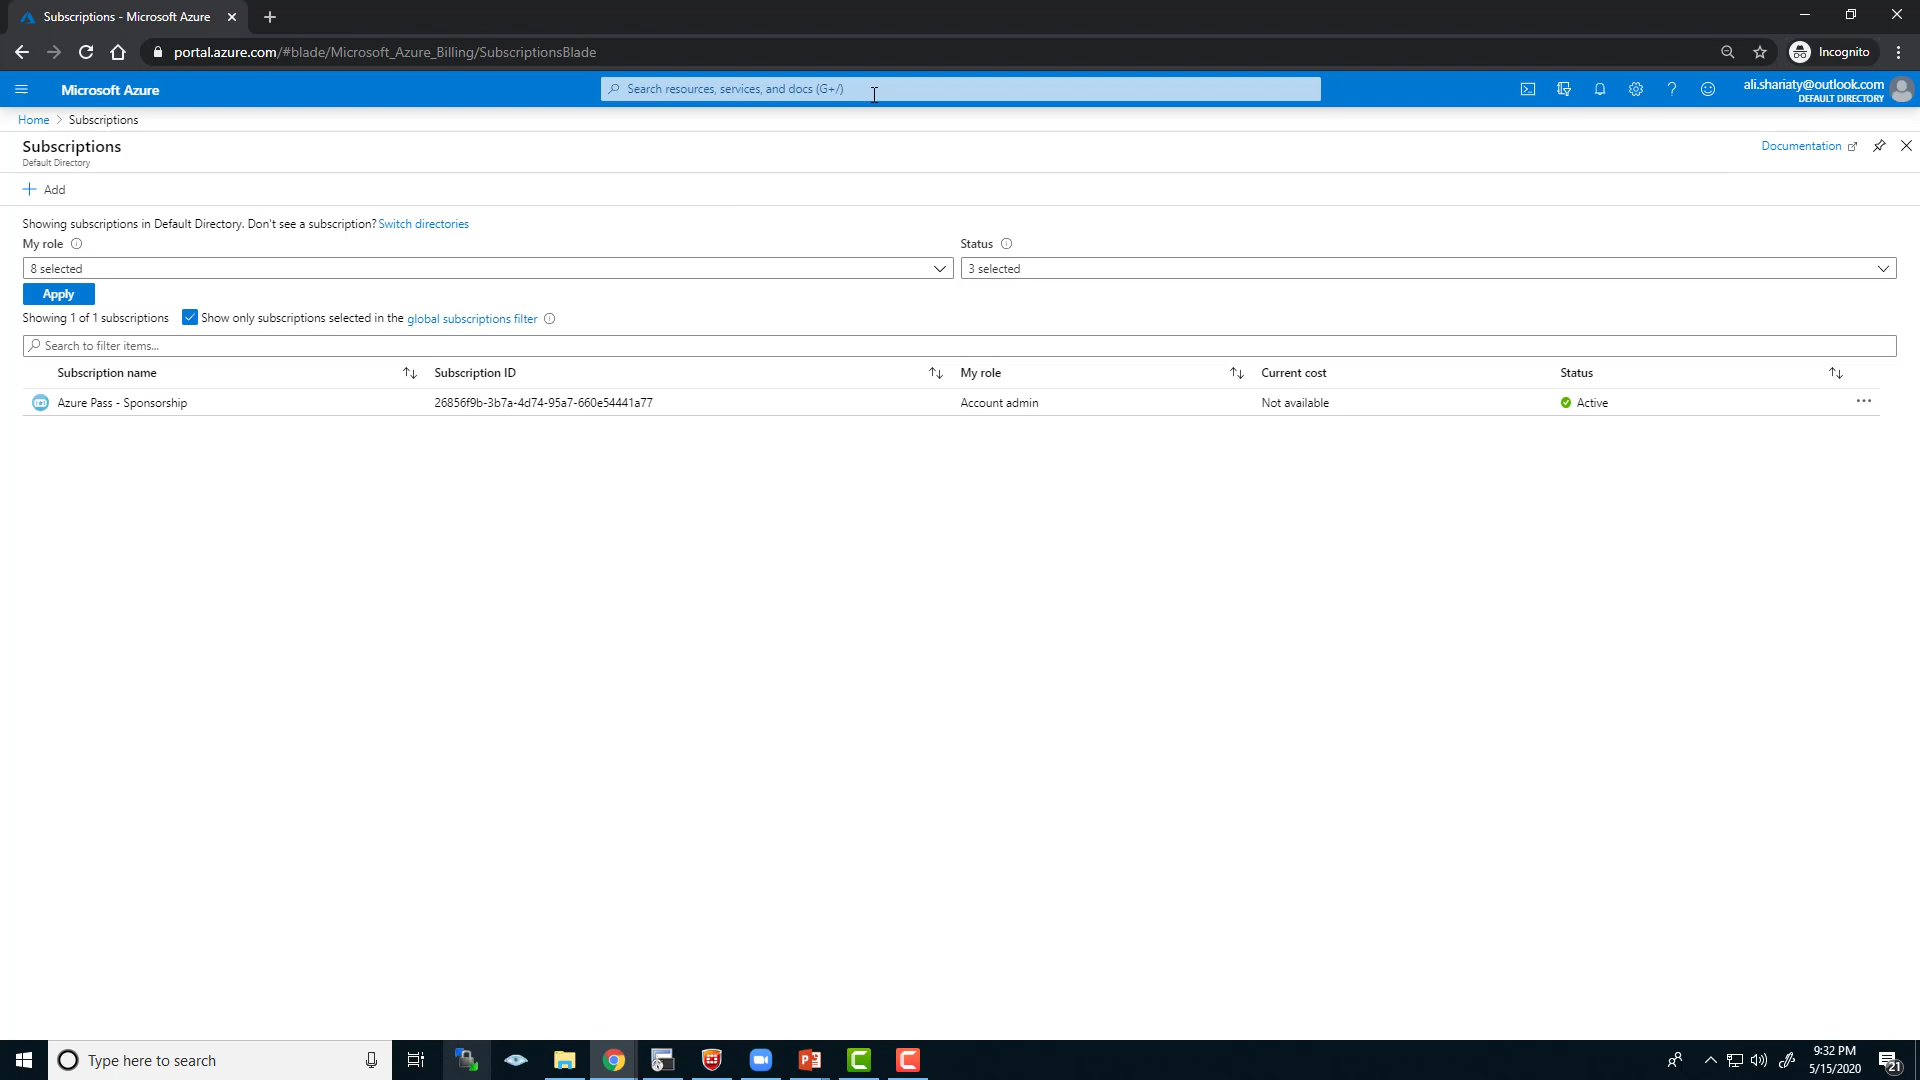 Subscriptions - Microsoft Azure
portal.azure.com/#blade/Microsoft_Azure_Billing/SubscriptionsBlade
Incognito
Microsoft Azure
Search resources, services, and docs (G+/)
ali.shariaty@outlook.com
DEFAULT DIRECTORY
Home > Subscriptions
Subscriptions
Default Directory
Documentation
Add
Showing subscriptions in Default Directory. Don't see a subscription? Switch directories
My role
Status
8 selected
3 selected
Apply
Showing 1 of 1 subscriptions
Show only subscriptions selected in the global subscriptions filter
Search to filter items...
Subscription name
Subscription ID
My role
Current cost
Status
Azure Pass - Sponsorship
26856f9b-3b7a-4d74-95a7-660e54441a77
Account admin
Not available
Active
Type here to search
9:32 PM
5/15/2020
21